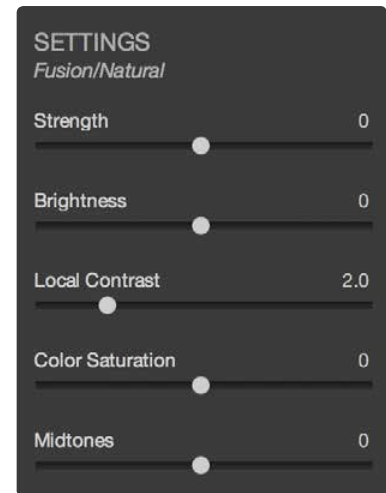 SETTINGS
Fusion/Natural
Strength 0
Brightness 0
Local Contrast 2.0
Color Saturation 0
Midtones 0